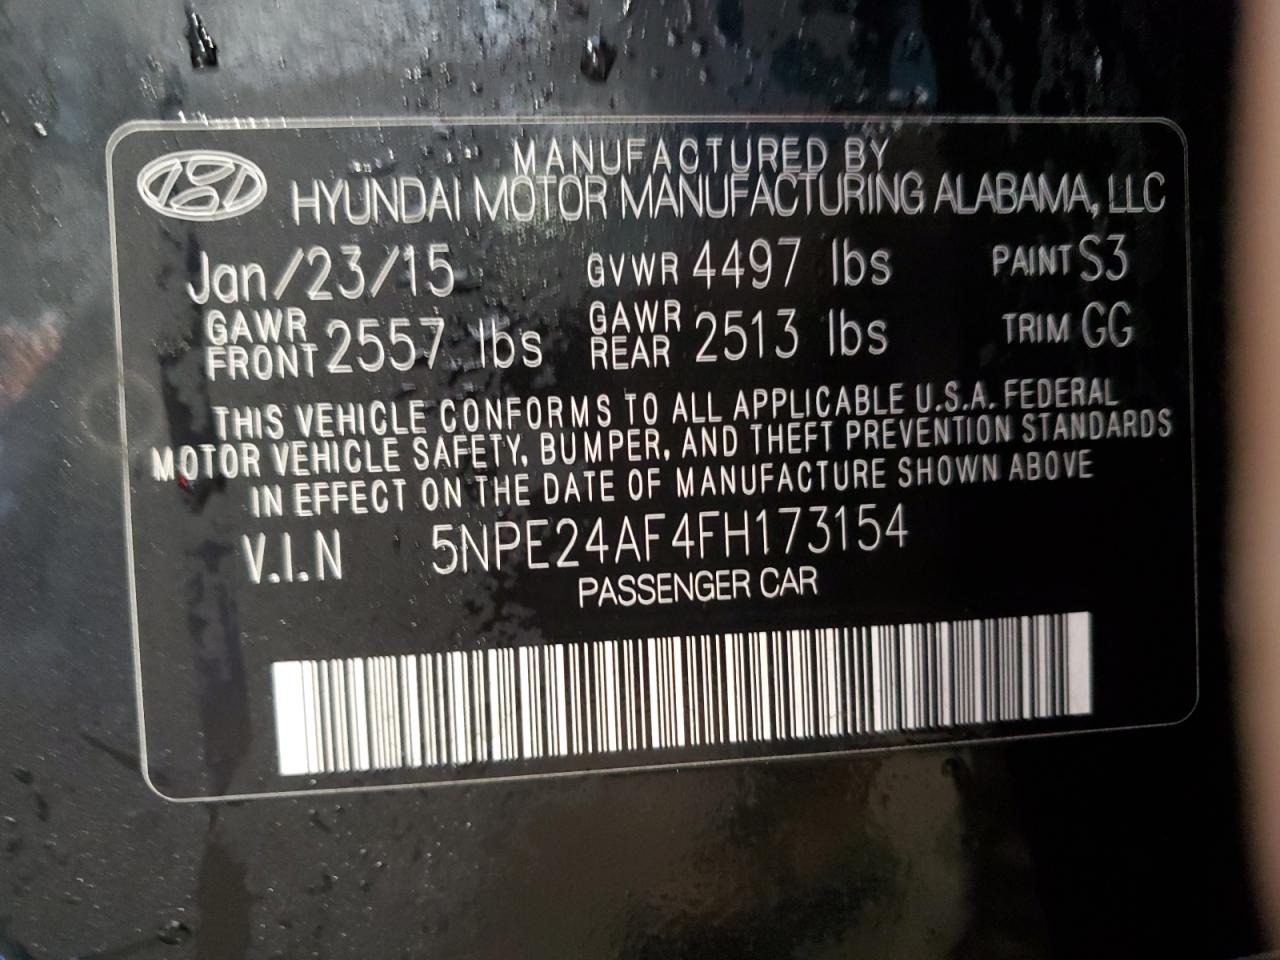 MANUFACTURED BY
HYUNDAI MOTOR MANUFACTURING ALABAMA, LLC
Jan/23/15 GVWR 4497 lbs PAINT S3
GAWR FRONT 2557 lbs GAWR REAR 2513 lbs TRIM GG
THIS VEHICLE CONFORMS TO ALL APPLICABLE U.S.A. FEDERAL
MOTOR VEHICLE SAFETY, BUMPER, AND THEFT PREVENTION STANDARDS
IN EFFECT ON THE DATE OF MANUFACTURE SHOWN ABOVE
V.I.N 5NPE24AF4FH173154
PASSENGER CAR